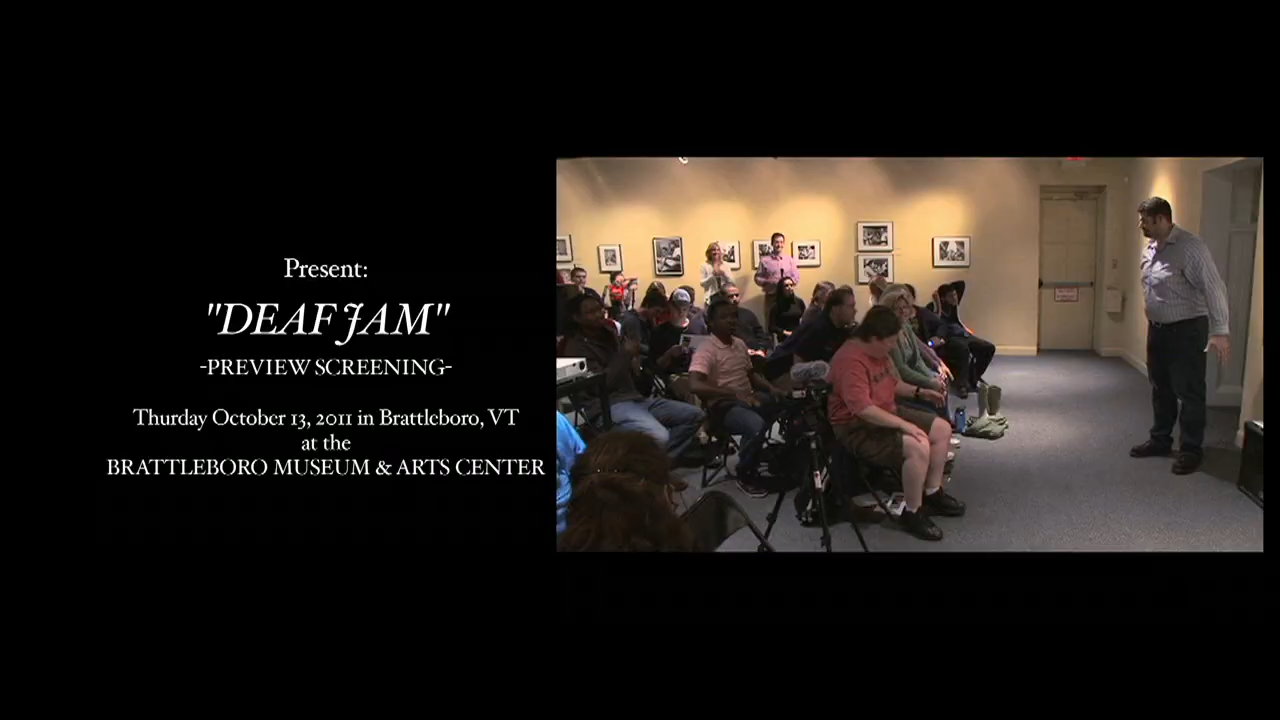 Present:
"DEAF JAM"
-PREVIEW SCREENING-
Thurday October 13, 2011 in Brattleboro, VT
at the
BRATTLEBORO MUSEUM & ARTS CENTER